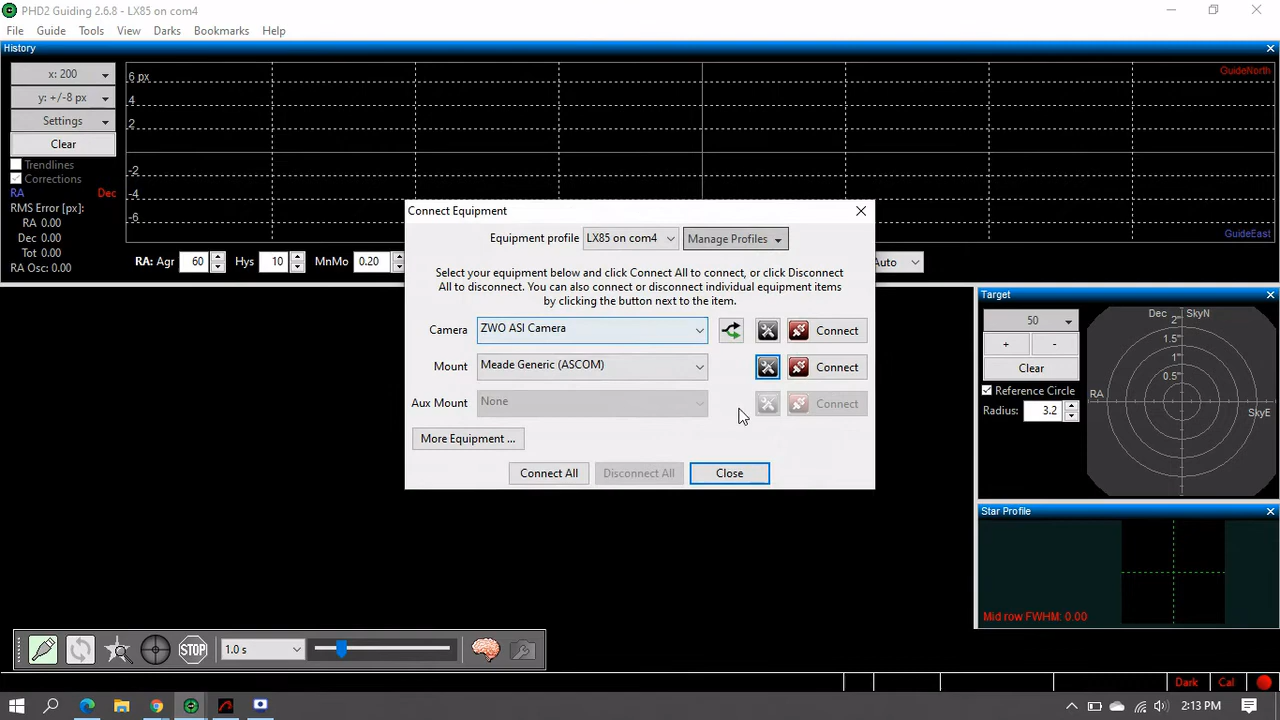 PHD2 Guiding 2.6.8 - LX85 on com4
File Guide Tools View Darks Bookmarks Help
History
x: 200
y: +/-8 px
Settings
Clear
Trendlines
Corrections
RA Dec
RMS Error [px]:
RA 0.00
Dec 0.00
Tot 0.00
RA Osc: 0.00
6 px
4
2
-2
-4
-6
GuideNorth
GuideEast
RA: Agr 60 Hys 10 MnMo 0.20
Auto
Connect Equipment
Equipment profile LX85 on com4 Manage Profiles
Select your equipment below and click Connect All to connect, or click Disconnect
All to disconnect. You can also connect or disconnect individual equipment items
by clicking the button next to the item.
Camera ZWO ASI Camera Connect
Mount Meade Generic (ASCOM) Connect
Aux Mount None Connect
More Equipment ...
Connect All Disconnect All Close
Target
50
+ -
Clear
Reference Circle
Radius: 3.2
Dec 2" SkyN
1.5"
1"
0.5"
RA
SkyE
Star Profile
Mid row FWHM: 0.00
STOP 1.0 s
Dark Cal
2:13 PM